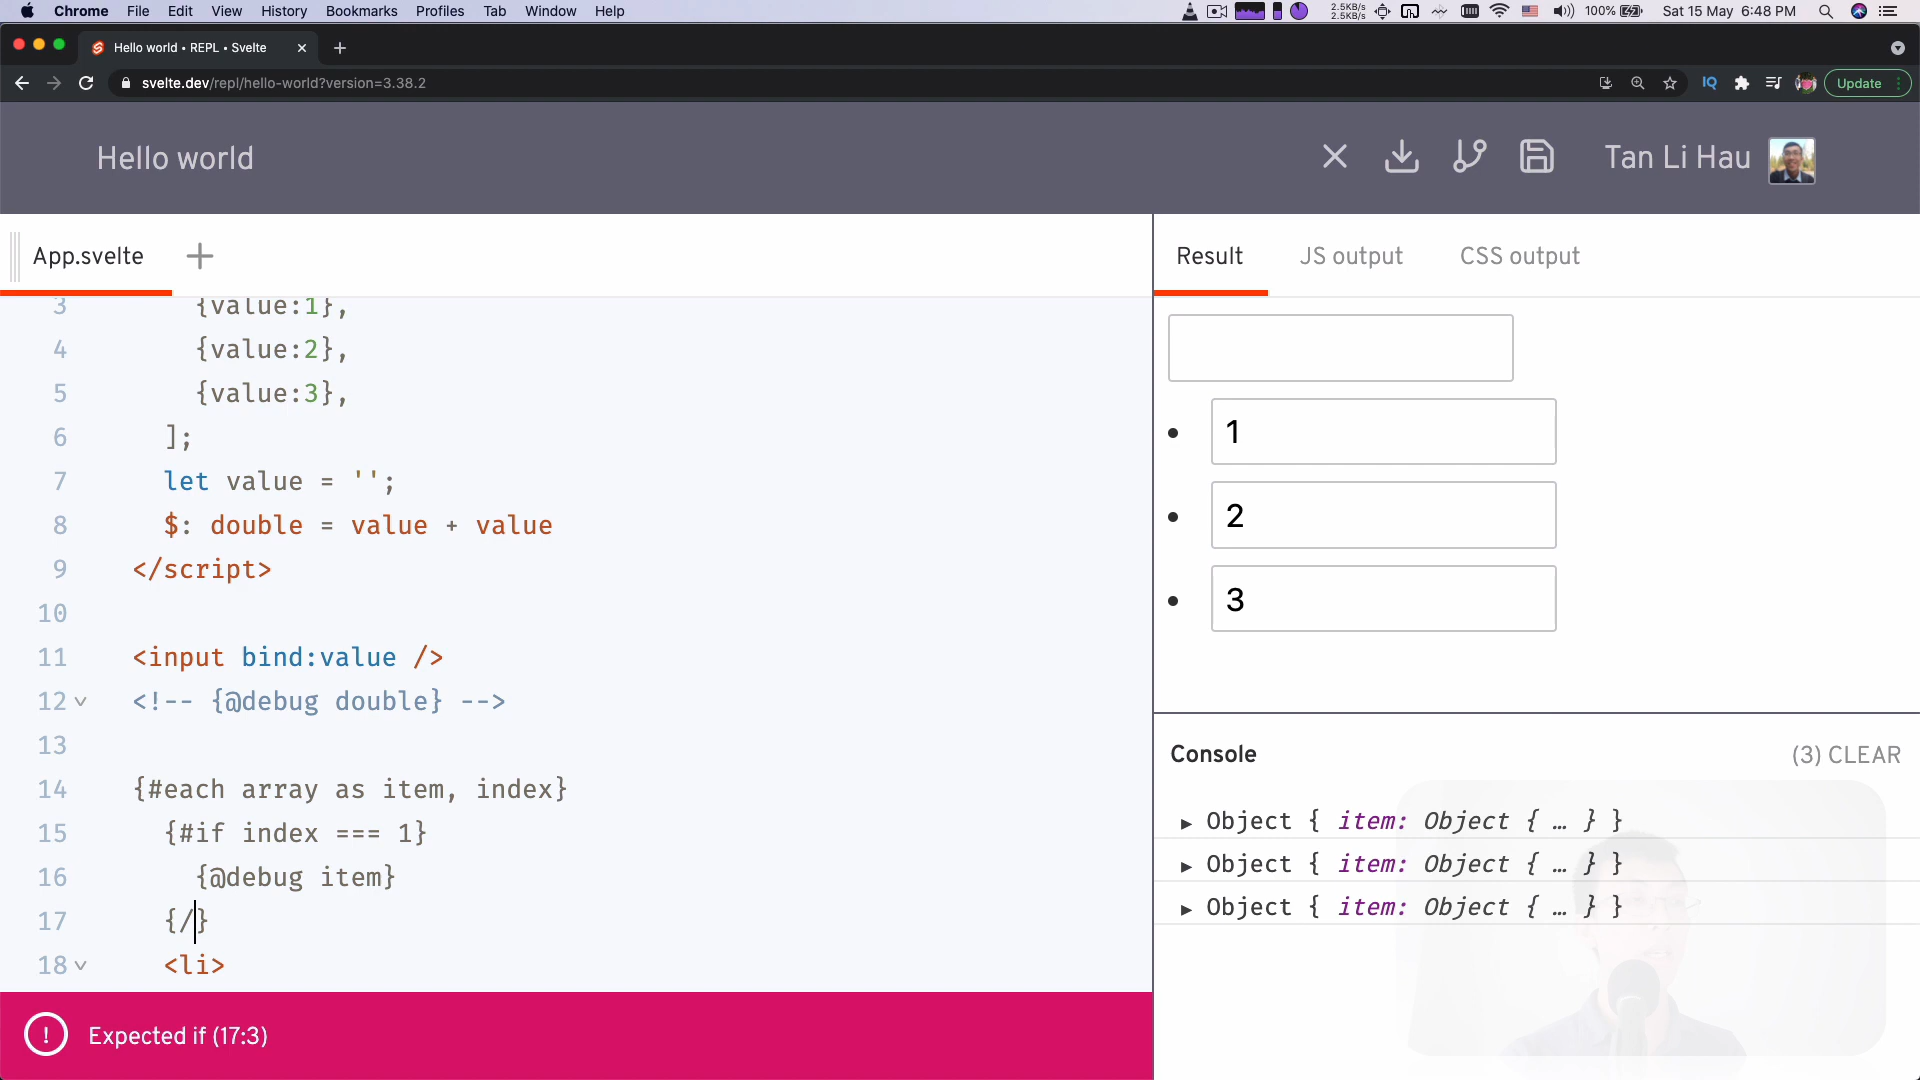 Chrome File Edit View History Bookmarks Profiles Tab Window Help
2.5KB/s
2.5KB/s
100% Sat 15 May 6:48 PM
Hello world • REPL • Svelte
svelte.dev/repl/hello-world?version=3.38.2
IQ
Update
Hello world
Tan Li Hau
App.svelte
Result JS output CSS output
3 {value:1},
4 {value:2},
5 {value:3},
6 ];
7 let value = '';
8 $: double = value + value
9 </script>
10
11 <input bind:value />
12 <!-- {@debug double} -->
13
14 {#each array as item, index}
15 {#if index === 1}
16 {@debug item}
17 {/}
18 <li>
Expected if (17:3)
1
2
3
Console (3) CLEAR
▶ Object { item: Object { … } }
▶ Object { item: Object { … } }
▶ Object { item: Object { … } }